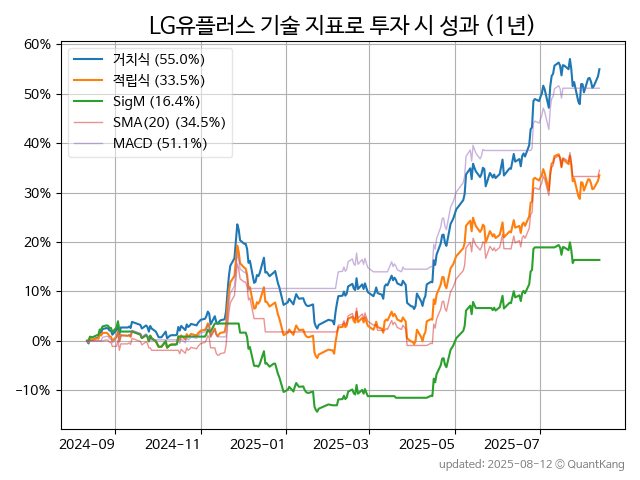 LG유플러스 기술 지표로 투자 시 성과 (1년)
거치식 (55.0%)
적립식 (33.5%)
SigM (16.4%)
SMA(20) (34.5%)
MACD (51.1%)
60%
50%
40%
30%
20%
10%
0%
−10%
2024−09
2024−11
2025−01
2025−03
2025−05
2025−07
updated: 2025-08-12 © QuantKang